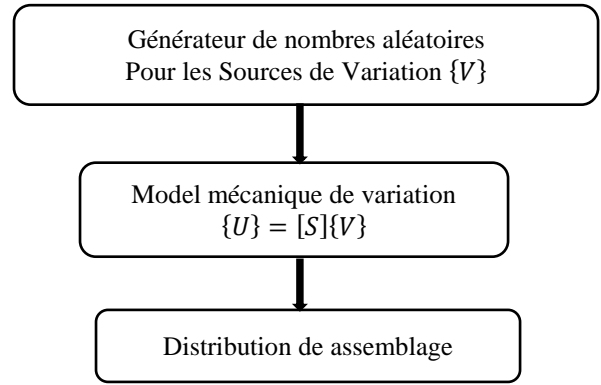 Générateur de nombres aléatoires
Pour les Sources de Variation {V}
Model mécanique de variation
{U} = [S]{V}
Distribution de assemblage